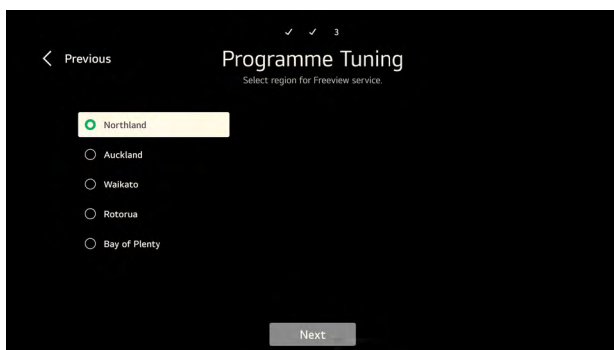 ✓ ✓ 3
Previous
Programme Tuning
Select region for Freeview service.
Northland
Auckland
Waikato
Rotorua
Bay of Plenty
Next